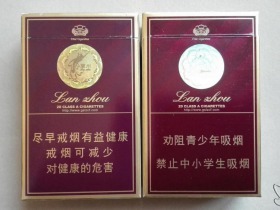 Lan zhou
20 CLASS A CIGARETTES
尽早戒烟有益健康
戒烟可减少
对健康的危害
Lan zhou
20 CLASS A CIGARETTES
劝阻青少年吸烟
禁止中小学生吸烟